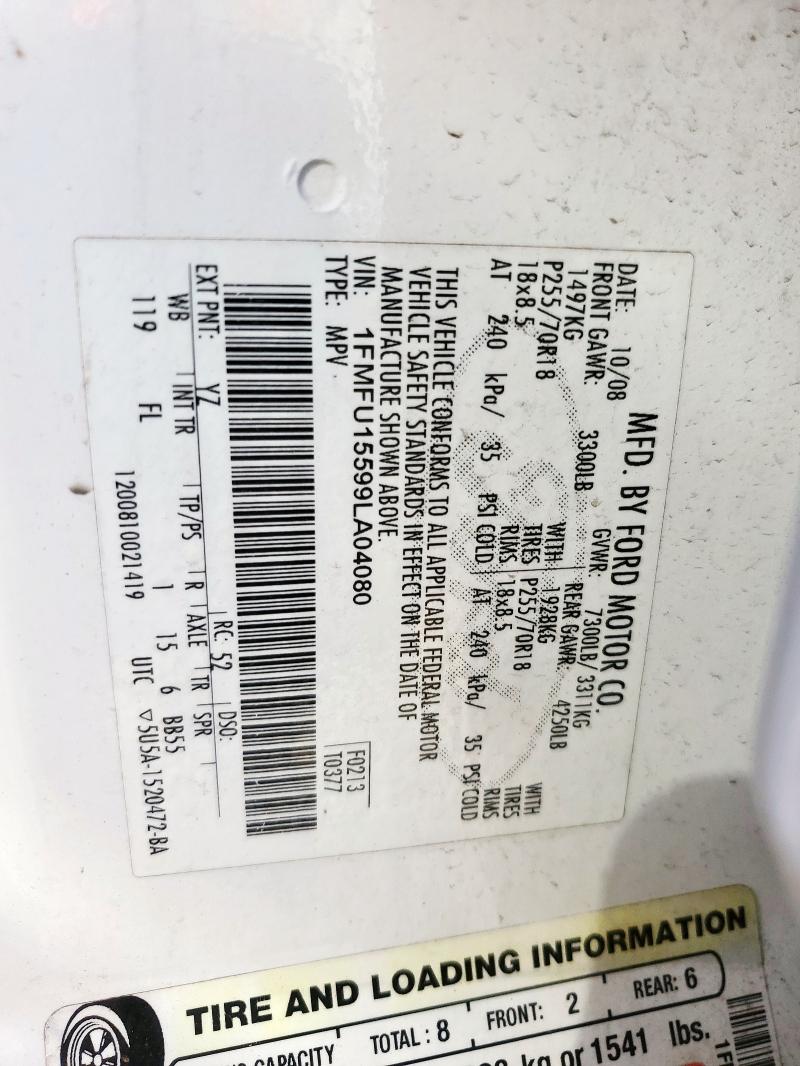 MFD. BY FORD MOTOR CO.
DATE: 10/08 GVWR: 7300LB/ 3311KG
FRONT GAWR: 3300LB REAR GAWR: 4250LB
1497KG WITH 1928KG WITH
P255/70R18 TIRES P255/70R18 TIRES
18x8.5 RIMS 18x8.5 RIMS
AT 240 kPa/ 35 PSI COLD AT 240 kPa/ 35 PSI COLD
THIS VEHICLE CONFORMS TO ALL APPLICABLE FEDERAL MOTOR
VEHICLE SAFETY STANDARDS IN EFFECT ON THE DATE OF
MANUFACTURE SHOWN ABOVE.
VIN: 1FMFU15599LA04080 F0213
TYPE: MPV T0377
EXT PNT: YZ RC: 52 DSO:
WB INT TR TP/PS R AXLE TR SPR
119 FL 1 15 6 BB55
1200810021419 UTC ▽5U5A-1520472-BA
TIRE AND LOADING INFORMATION
CAPACITY TOTAL : 8 FRONT: 2 REAR: 6
kg or 1541 lbs.